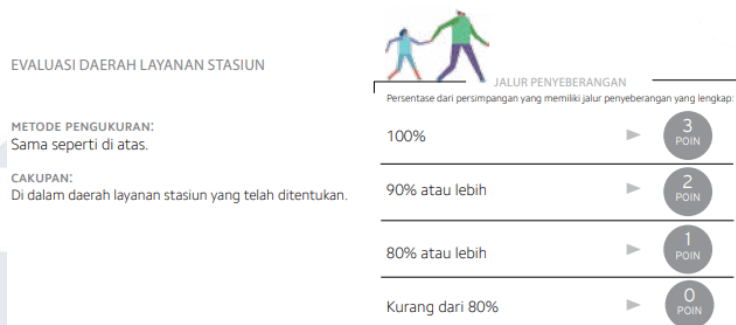 EVALUASI DAERAH LAYANAN STASIUN
METODE PENGUKURAN:
Sama seperti di atas.
CAKUPAN:
Di dalam daerah layanan stasiun yang telah ditentukan.
JALUR PENYEBERANGAN
Persentase dari persimpangan yang memiliki jalur penyeberangan yang lengkap:
100%
3
POIN
90% atau lebih
2
POIN
80% atau lebih
1
POIN
Kurang dari 80%
0
POIN